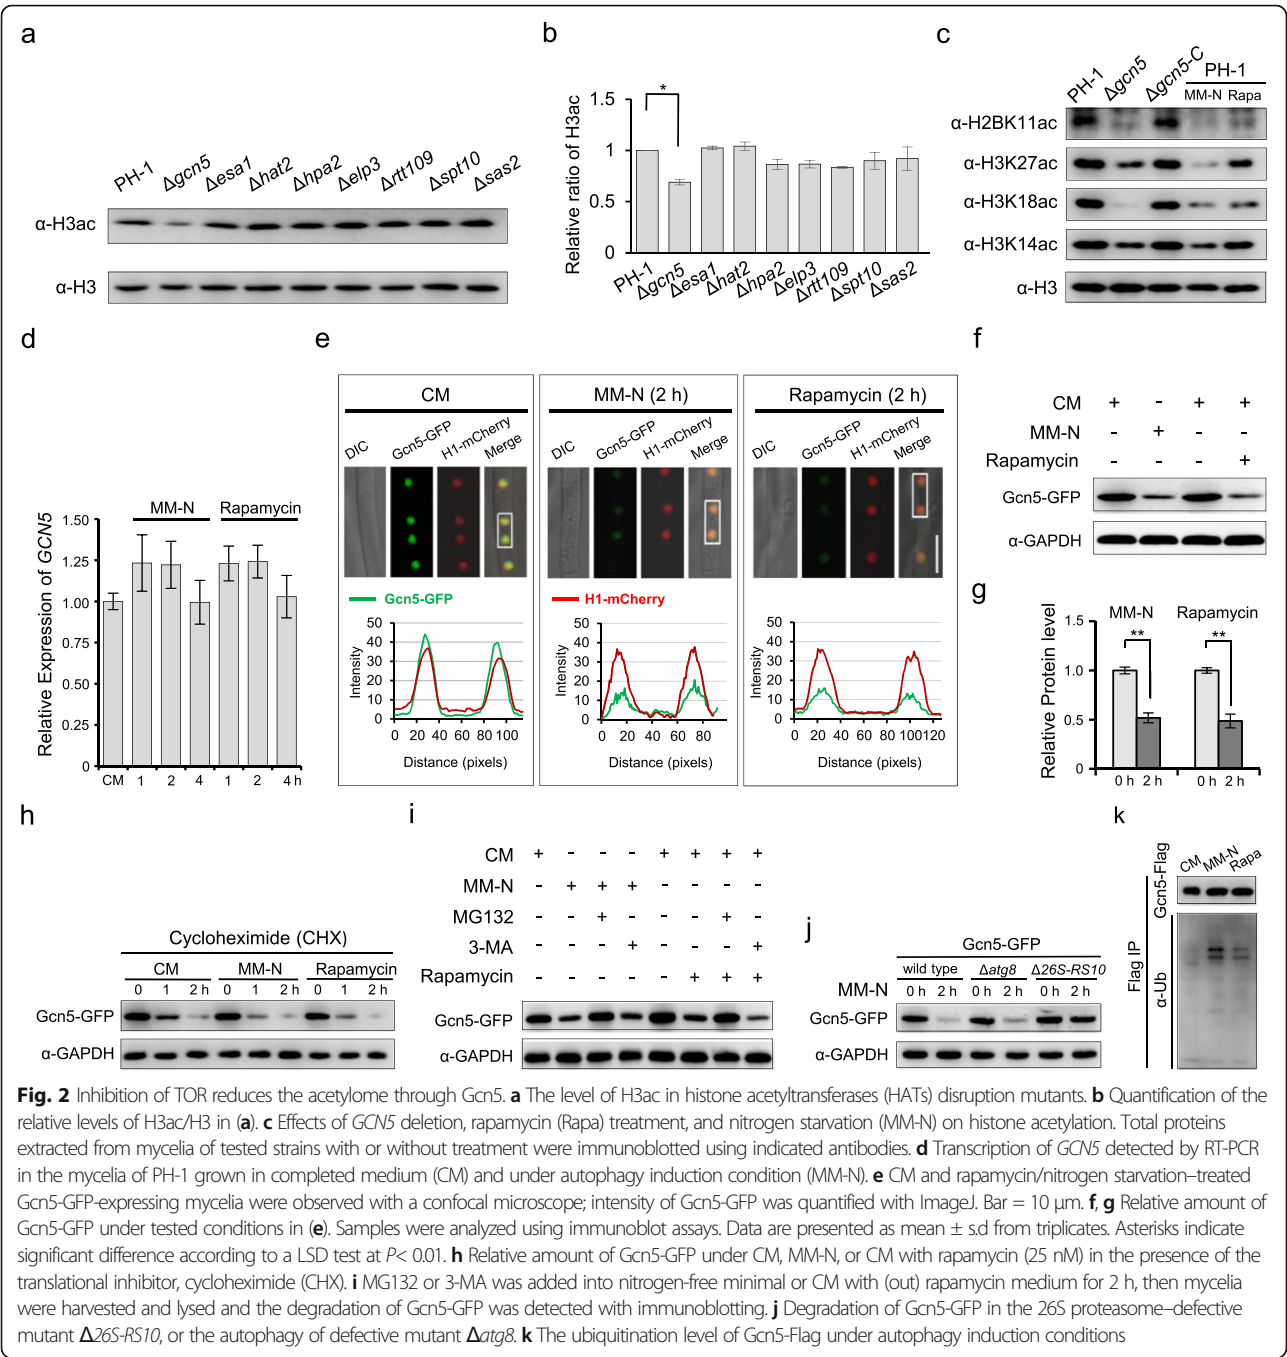 a
PH-1 Δgcn5 Δesa1 Δhat2 Δhpa2 Δelp3 Δrtt109 Δspt10 Δsas2
α-H3ac
α-H3
b
Relative ratio of H3ac
1.5
1
0.5
0
*
PH-1 Δgcn5 Δesa1 Δhat2 Δhpa2 Δelp3 Δrtt109 Δspt10 Δsas2
c
PH-1 Δgcn5 Δgcn5-C PH-1
MM-N Rapa
α-H2BK11ac
α-H3K27ac
α-H3K18ac
α-H3K14ac
α-H3
d
Relative Expression of GCN5
MM-N Rapamycin
1.50
1.25
1.00
0.75
0.50
0.25
0
CM 1 2 4 1 2 4 h
e
CM MM-N (2 h) Rapamycin (2 h)
DIC Gcn5-GFP H1-mCherry Merge DIC Gcn5-GFP H1-mCherry Merge DIC Gcn5-GFP H1-mCherry Merge
Gcn5-GFP H1-mCherry
Intensity
50
40
30
20
10
0
0 20 40 60 80 100
Distance (pixels)
Intensity
50
40
30
20
10
0
0 20 40 60 80
Distance (pixels)
Intensity
50
40
30
20
10
0
0 20 40 60 80 100120
Distance (pixels)
f
CM + - + +
MM-N - + - -
Rapamycin - - - +
Gcn5-GFP
α-GAPDH
g
Relative Protein level
MM-N Rapamycin
** **
1.5
1.0
0.5
0
0 h 2 h 0 h 2 h
h
Cycloheximide (CHX)
CM MM-N Rapamycin
0 1 2 h 0 1 2 h 0 1 2 h
Gcn5-GFP
α-GAPDH
i
CM + - - - + + + +
MM-N - + + + - - - -
MG132 - - + - - - + -
3-MA - - - + - - - +
Rapamycin - - - - - + + +
Gcn5-GFP
α-GAPDH
j
Gcn5-GFP
wild type Δatg8 Δ26S-RS10
MM-N 0 h 2 h 0 h 2 h 0 h 2 h
Gcn5-GFP
α-GAPDH
k
CM MM-N Rapa
Flag IP
Gcn5-Flag
α-Ub
Fig. 2 Inhibition of TOR reduces the acetylome through Gcn5. a The level of H3ac in histone acetyltransferases (HATs) disruption mutants. b Quantification of the
relative levels of H3ac/H3 in (a). c Effects of GCN5 deletion, rapamycin (Rapa) treatment, and nitrogen starvation (MM-N) on histone acetylation. Total proteins
extracted from mycelia of tested strains with or without treatment were immunoblotted using indicated antibodies. d Transcription of GCN5 detected by RT-PCR
in the mycelia of PH-1 grown in completed medium (CM) and under autophagy induction condition (MM-N). e CM and rapamycin/nitrogen starvation–treated
Gcn5-GFP-expressing mycelia were observed with a confocal microscope; intensity of Gcn5-GFP was quantified with ImageJ. Bar = 10 μm. f, g Relative amount of
Gcn5-GFP under tested conditions in (e). Samples were analyzed using immunoblot assays. Data are presented as mean ± s.d from triplicates. Asterisks indicate
significant difference according to a LSD test at P< 0.01. h Relative amount of Gcn5-GFP under CM, MM-N, or CM with rapamycin (25 nM) in the presence of the
translational inhibitor, cycloheximide (CHX). i MG132 or 3-MA was added into nitrogen-free minimal or CM with (out) rapamycin medium for 2 h, then mycelia
were harvested and lysed and the degradation of Gcn5-GFP was detected with immunoblotting. j Degradation of Gcn5-GFP in the 26S proteasome–defective
mutant Δ26S-RS10, or the autophagy of defective mutant Δatg8. k The ubiquitination level of Gcn5-Flag under autophagy induction conditions